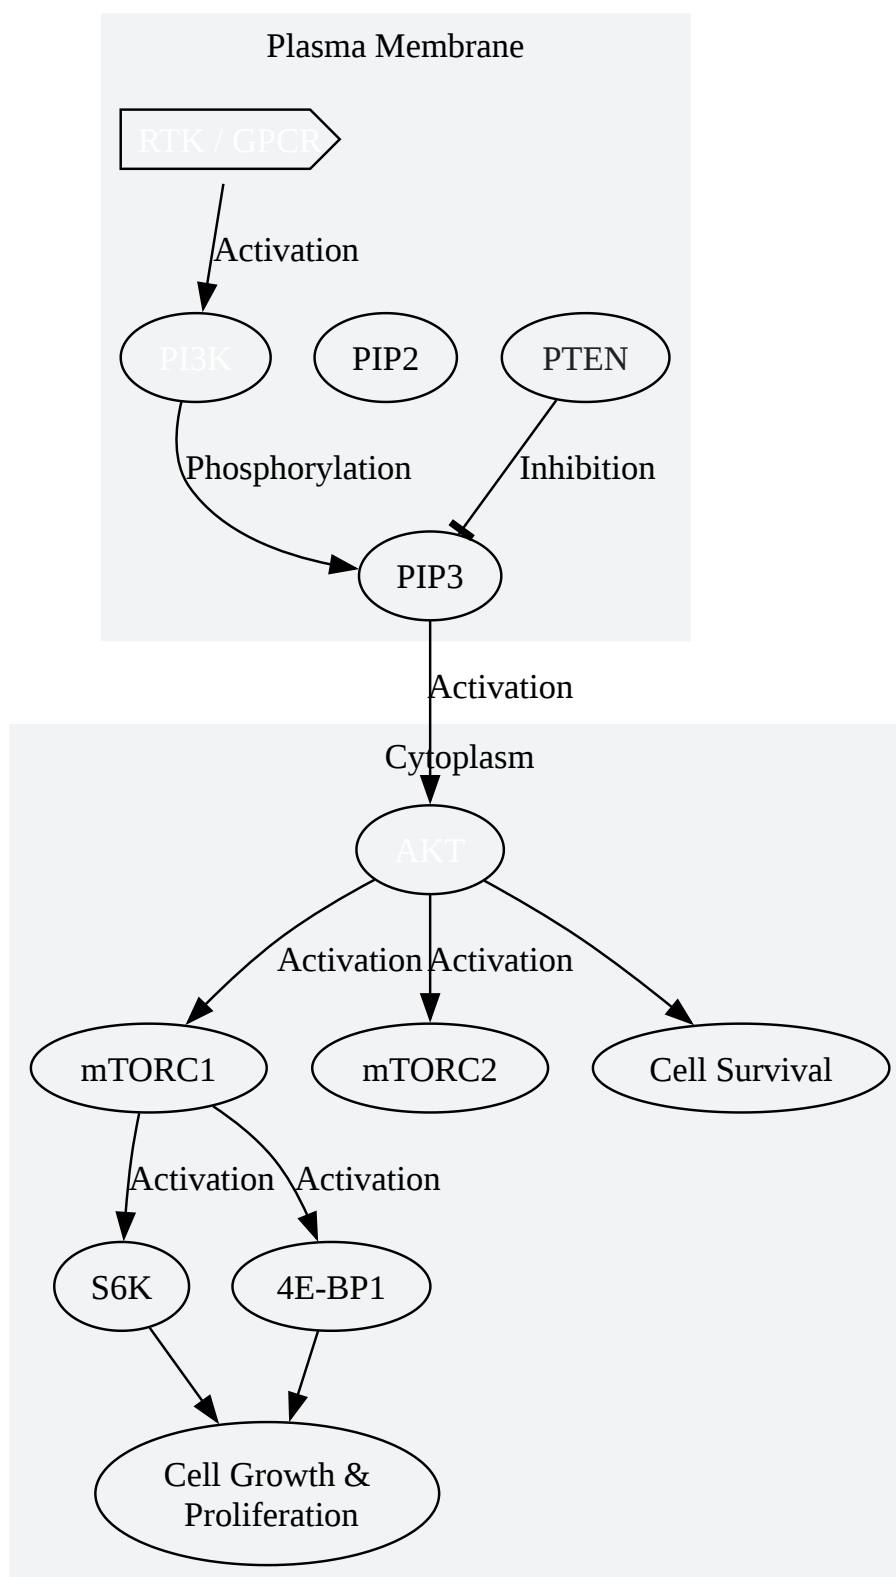 Plasma Membrane
RTK / GPCR
Activation
PI3K
PIP2
PTEN
Phosphorylation
Inhibition
PIP3
Activation
Cytoplasm
AKT
Activation
Activation
mTORC1
mTORC2
Cell Survival
Activation
Activation
S6K
4E-BP1
Cell Growth &
Proliferation